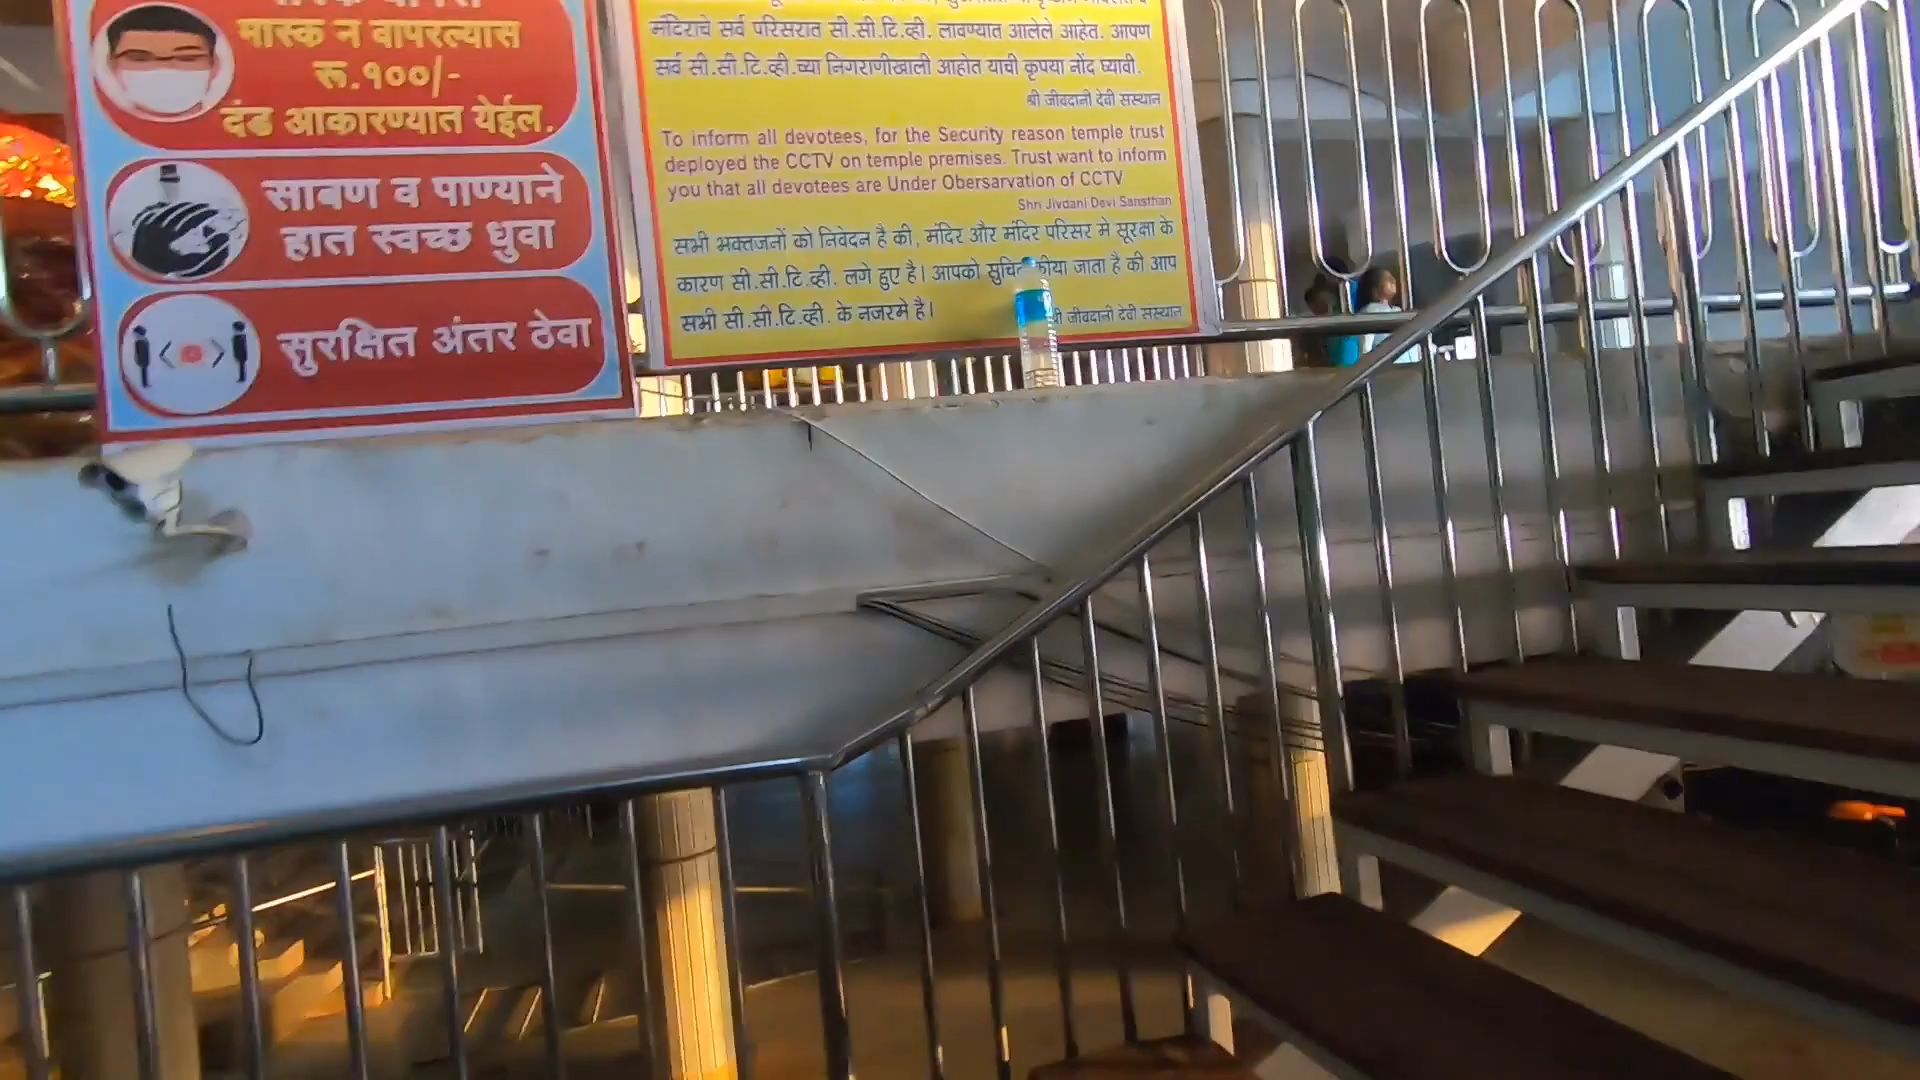 मास्क न वापरल्यास
रू.१००/-
दंड आकारण्यात येईल.
साबण व पाण्याने
हात स्वच्छ धुवा
सुरक्षित अंतर ठेवा
मंदिराचे सर्व परिसरात सी.सी.टि.व्ही. लावण्यात आलेले आहेत. आपण
सर्व सी.सी.टि.व्ही.च्या निगराणीखाली आहोत याची कृपया नोंद घ्यावी.
श्री जीवदानी देवी संस्थान
To inform all devotees, for the Security reason temple trust
deployed the CCTV on temple premises. Trust want to inform
you that all devotees are Under Obersarvation of CCTV
Shri Jivdani Devi Sansthan
सभी भक्तजनों को निवेदन है की, मंदिर और मंदिर परिसर मे सूरक्षा के
कारण सी.सी.टि.व्ही. लगे हुए है। आपको कीया जाता है की आप
सभी सी.सी.टि.व्ही. के नजरमे है।
श्री जीवदानी देवी संस्थान